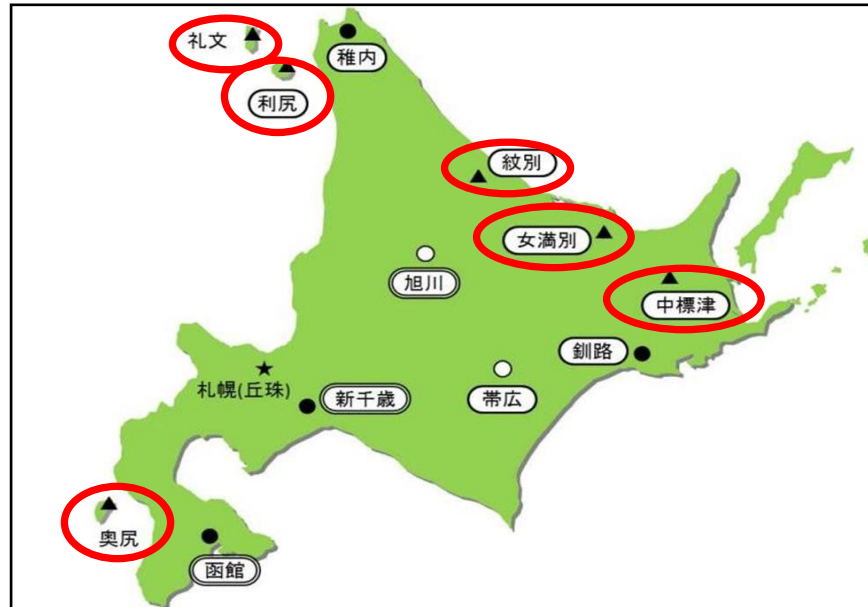 礼文
稚内
利尻
紋別
女満別
旭川
中標津
釧路
札幌(丘珠)
新千歳
帯広
奥尻
函館